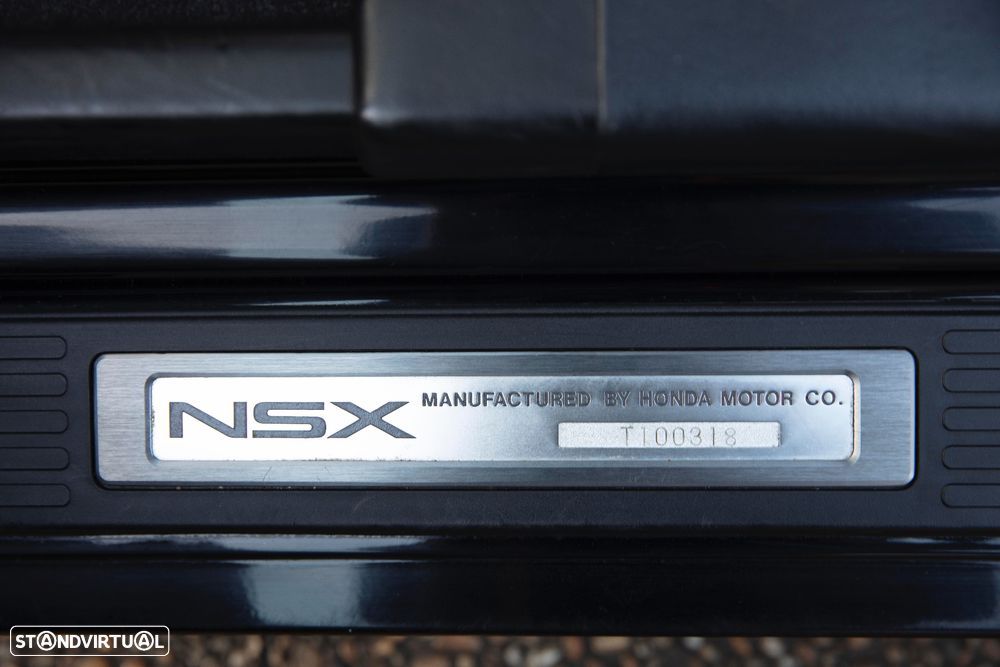 NSX
MANUFACTURED BY HONDA MOTOR CO.
T100318
STANDVIRTUAL